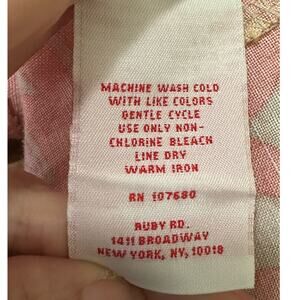 MACHINE WASH COLD
WITH LIKE COLORS
GENTLE CYCLE
USE ONLY NON-
CHLORINE BLEACH
LINE DRY
WARM IRON
RN 107680
RUBY RD.
1411 BROADWAY
NEW YORK, NY, 10018